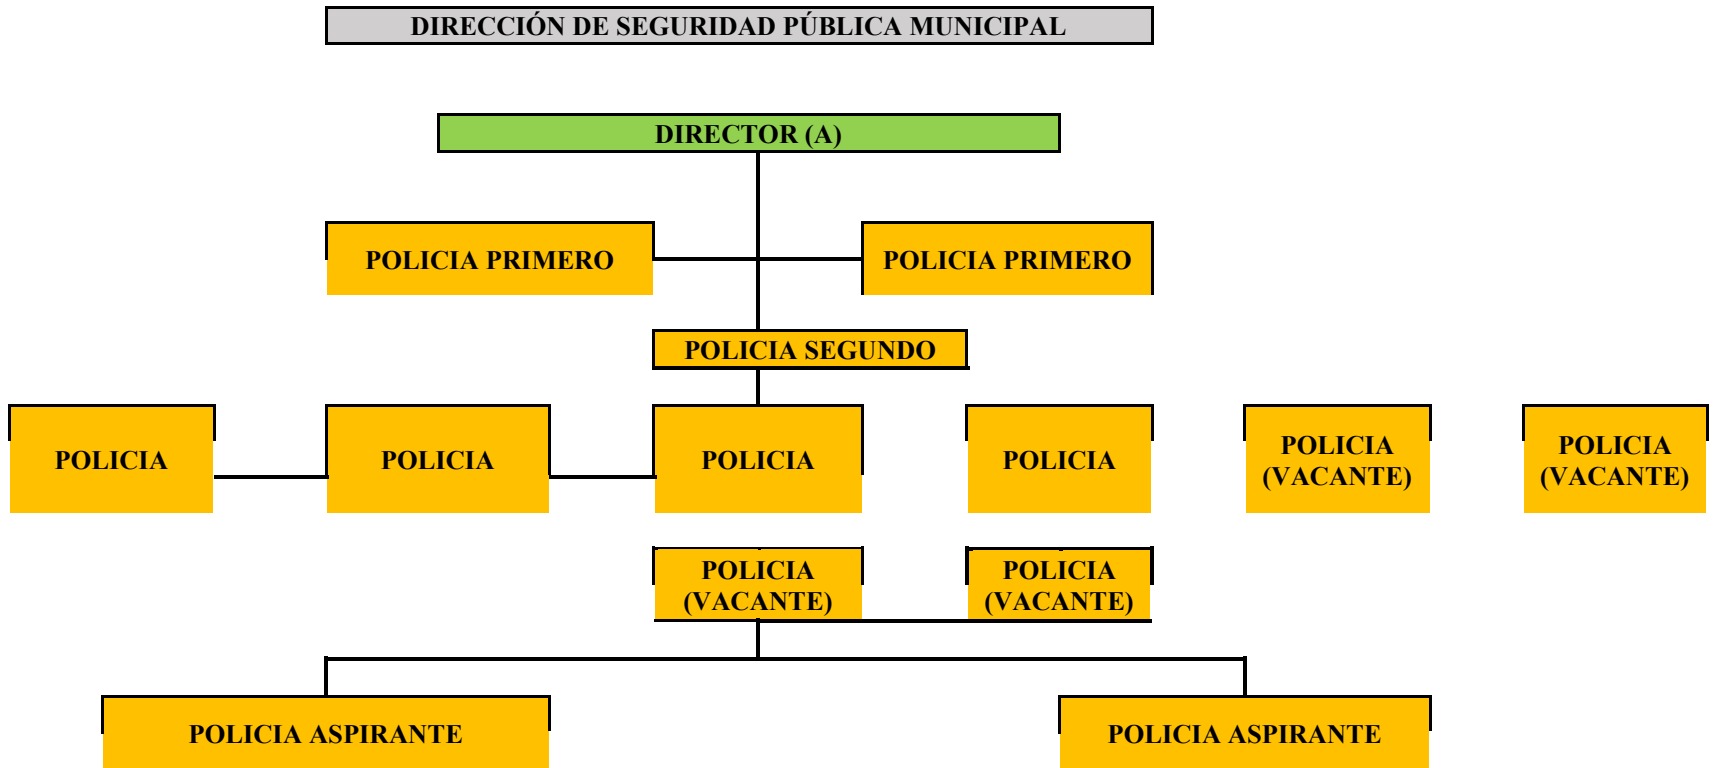 DIRECCIÓN DE SEGURIDAD PÚBLICA MUNICIPAL
DIRECTOR (A)
POLICIA PRIMERO
POLICIA PRIMERO
POLICIA SEGUNDO
POLICIA
POLICIA
POLICIA
POLICIA
POLICIA
(VACANTE)
POLICIA
(VACANTE)
POLICIA
(VACANTE)
POLICIA
(VACANTE)
POLICIA ASPIRANTE
POLICIA ASPIRANTE